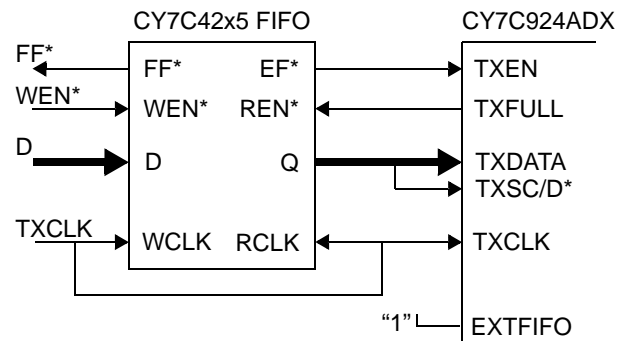 CY7C42x5 FIFO CY7C924ADX
FF* FF* EF* TXEN
WEN* WEN* REN* TXFULL
D D Q TXDATA
TXSC/D*
TXCLK WCLK RCLK TXCLK
“1” EXTFIFO